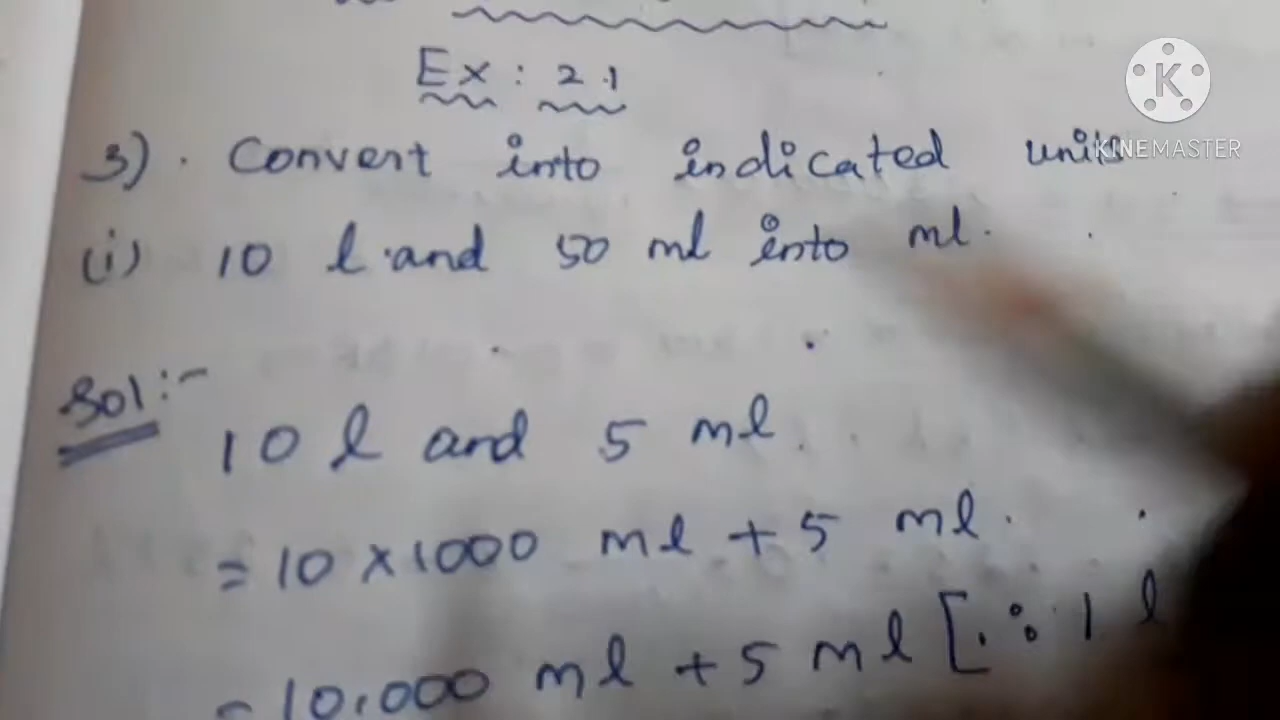 Ex : 2.1
3). Convert into indicated units
KINEMASTER
(i) 10 l and 50 ml into ml.
Sol:-
10 l and 5 ml.
= 10 × 1000 ml + 5 ml.
= 10,000 ml + 5 ml [∵ 1 l